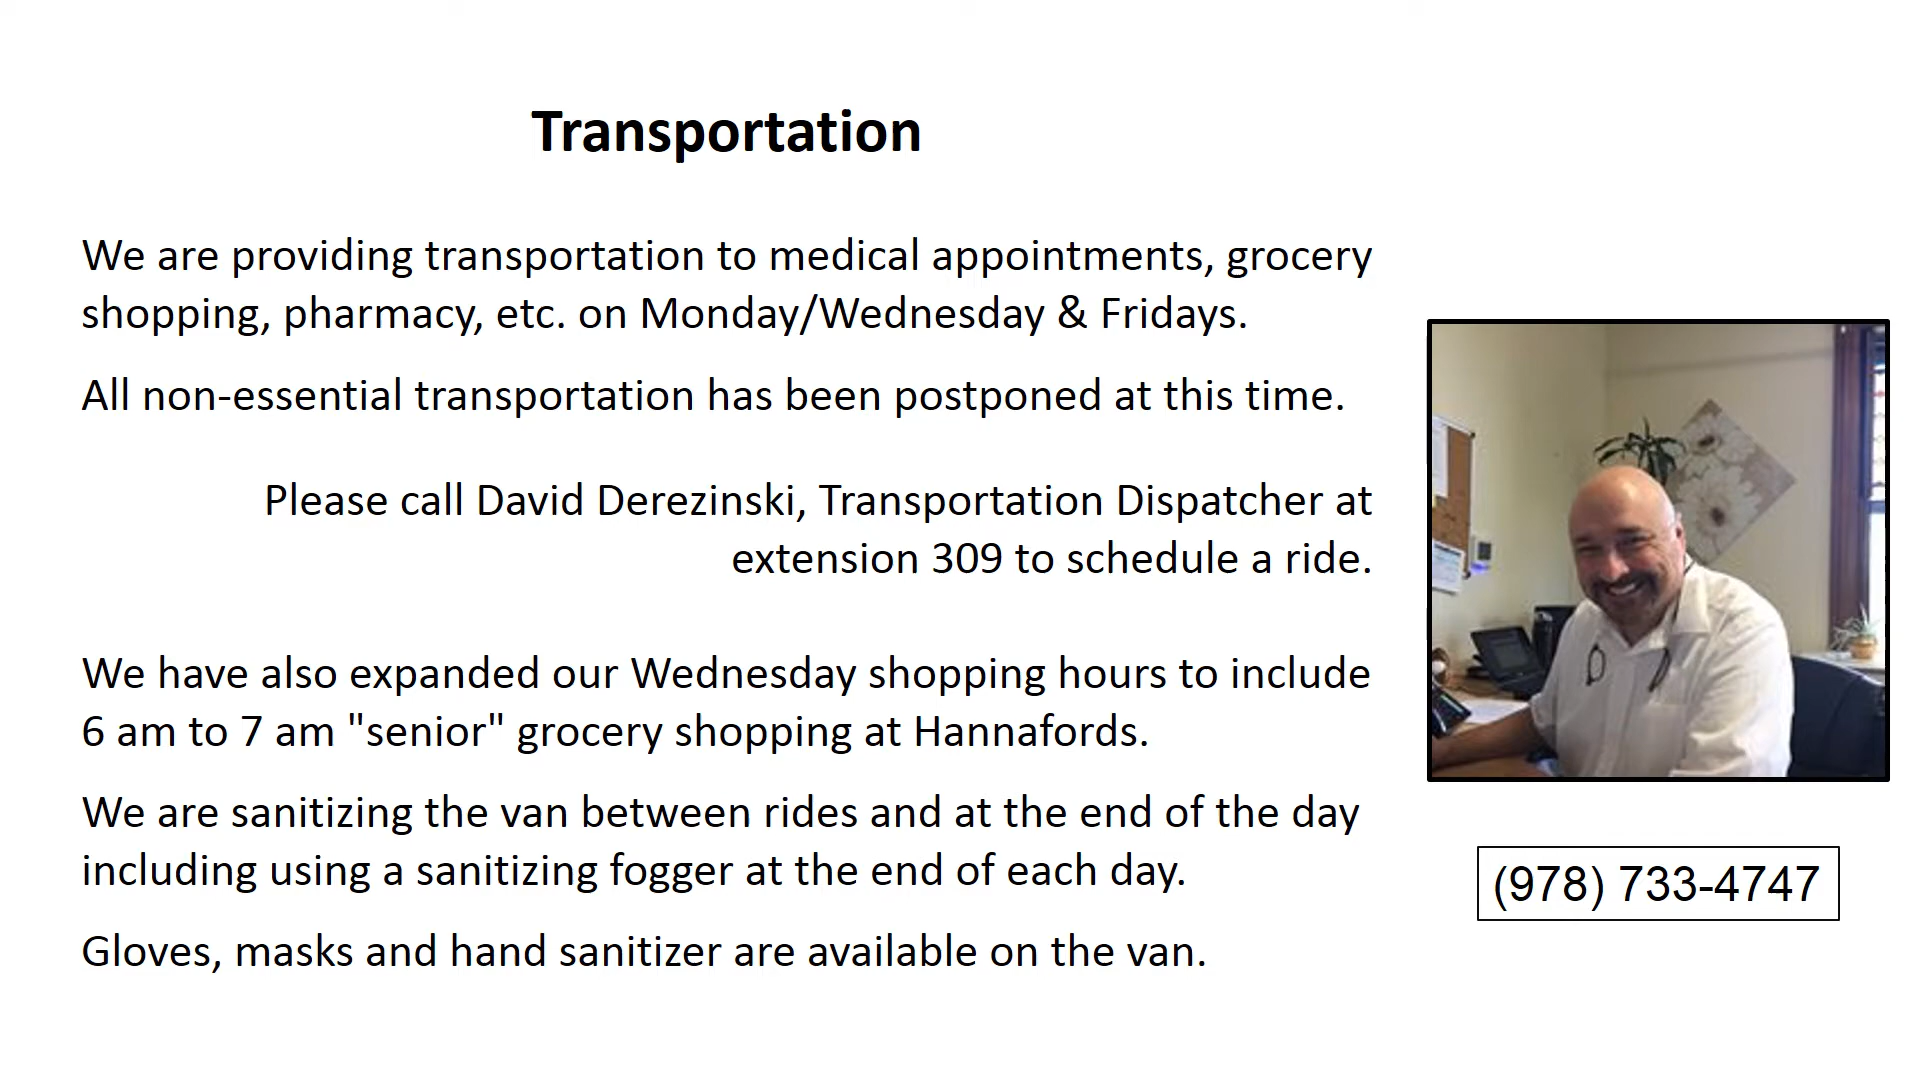 Transportation
We are providing transportation to medical appointments, grocery
shopping, pharmacy, etc. on Monday/Wednesday & Fridays.
All non-essential transportation has been postponed at this time.
Please call David Derezinski, Transportation Dispatcher at
extension 309 to schedule a ride.
We have also expanded our Wednesday shopping hours to include
6 am to 7 am "senior" grocery shopping at Hannafords.
We are sanitizing the van between rides and at the end of the day
including using a sanitizing fogger at the end of each day.
Gloves, masks and hand sanitizer are available on the van.
(978) 733-4747